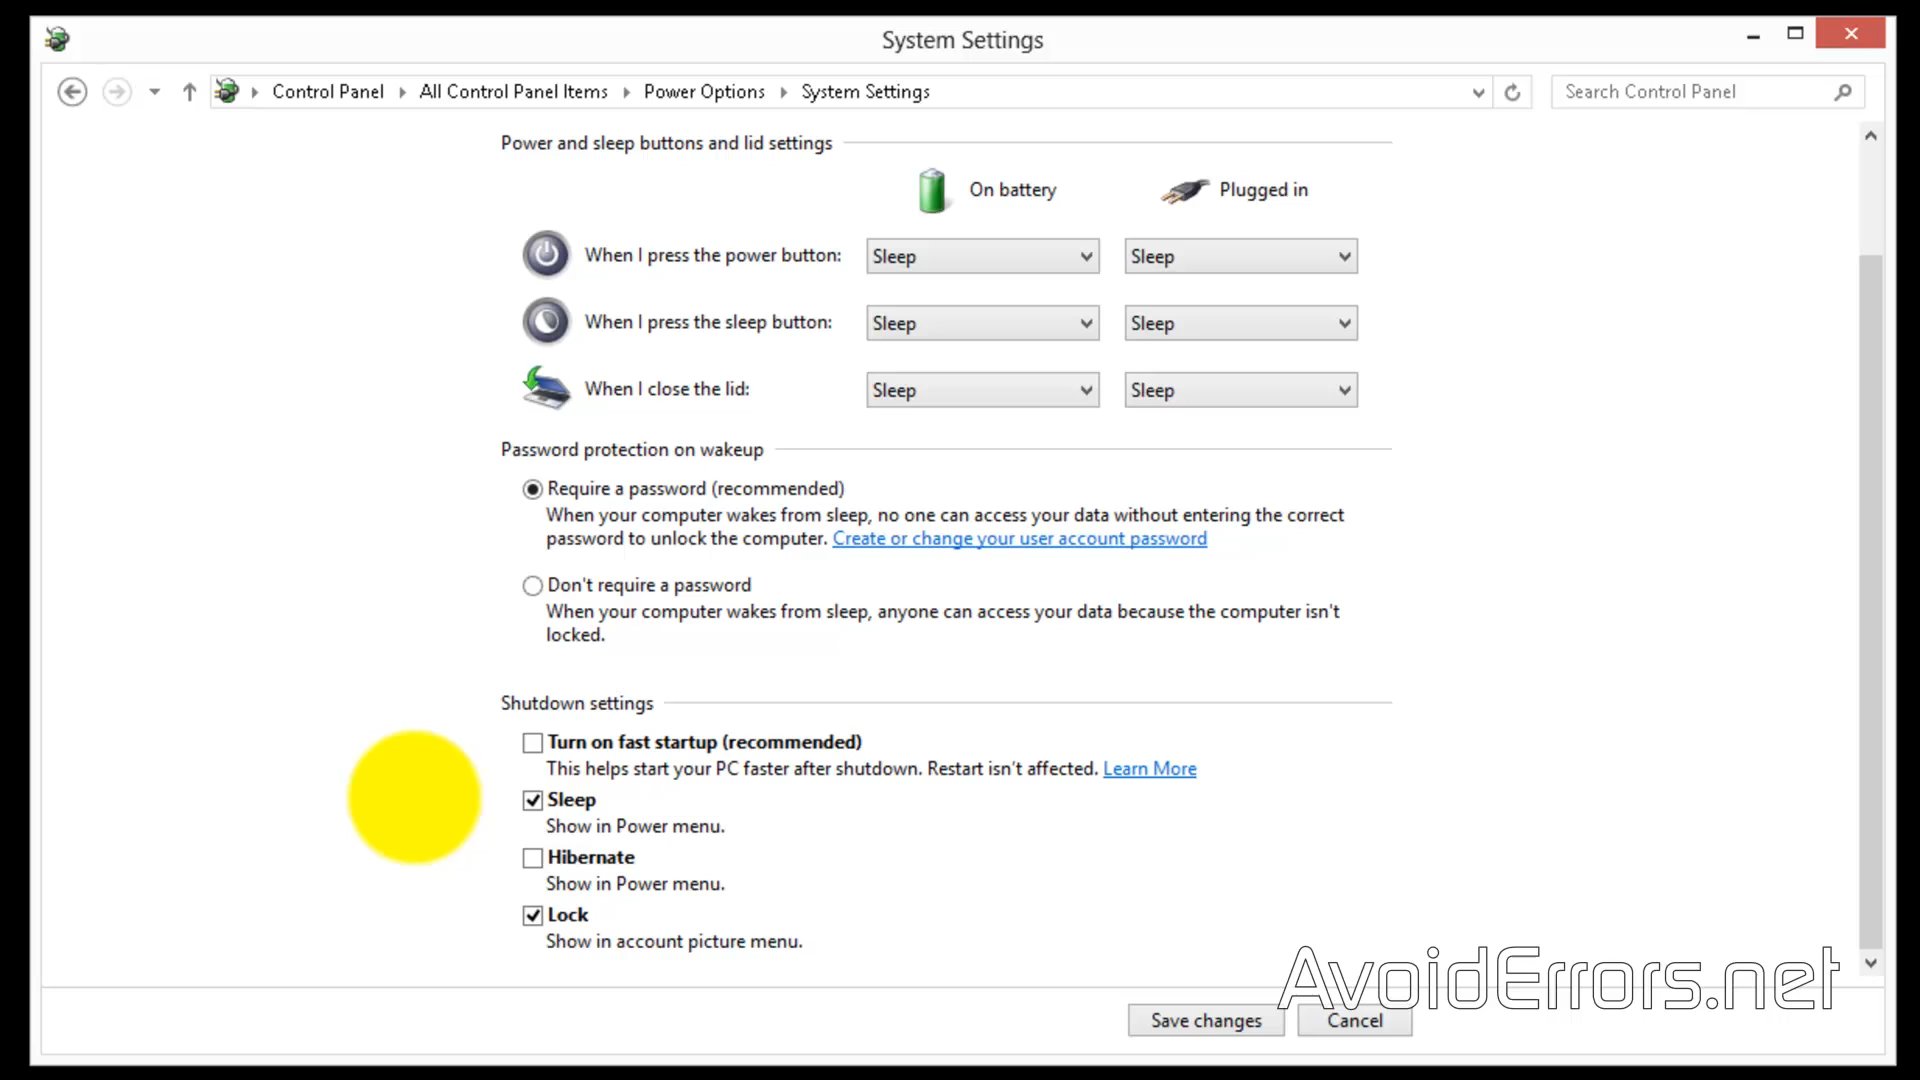 System Settings
Control Panel All Control Panel Items Power Options System Settings
Search Control Panel
Power and sleep buttons and lid settings
On battery Plugged in
When I press the power button: Sleep Sleep
When I press the sleep button: Sleep Sleep
When I close the lid: Sleep Sleep
Password protection on wakeup
Require a password (recommended)
When your computer wakes from sleep, no one can access your data without entering the correct
password to unlock the computer. Create or change your user account password
Don't require a password
When your computer wakes from sleep, anyone can access your data because the computer isn't
locked.
Shutdown settings
Turn on fast startup (recommended)
This helps start your PC faster after shutdown. Restart isn't affected. Learn More
Sleep
Show in Power menu.
Hibernate
Show in Power menu.
Lock
Show in account picture menu.
AvoidErrors.net
Save changes Cancel